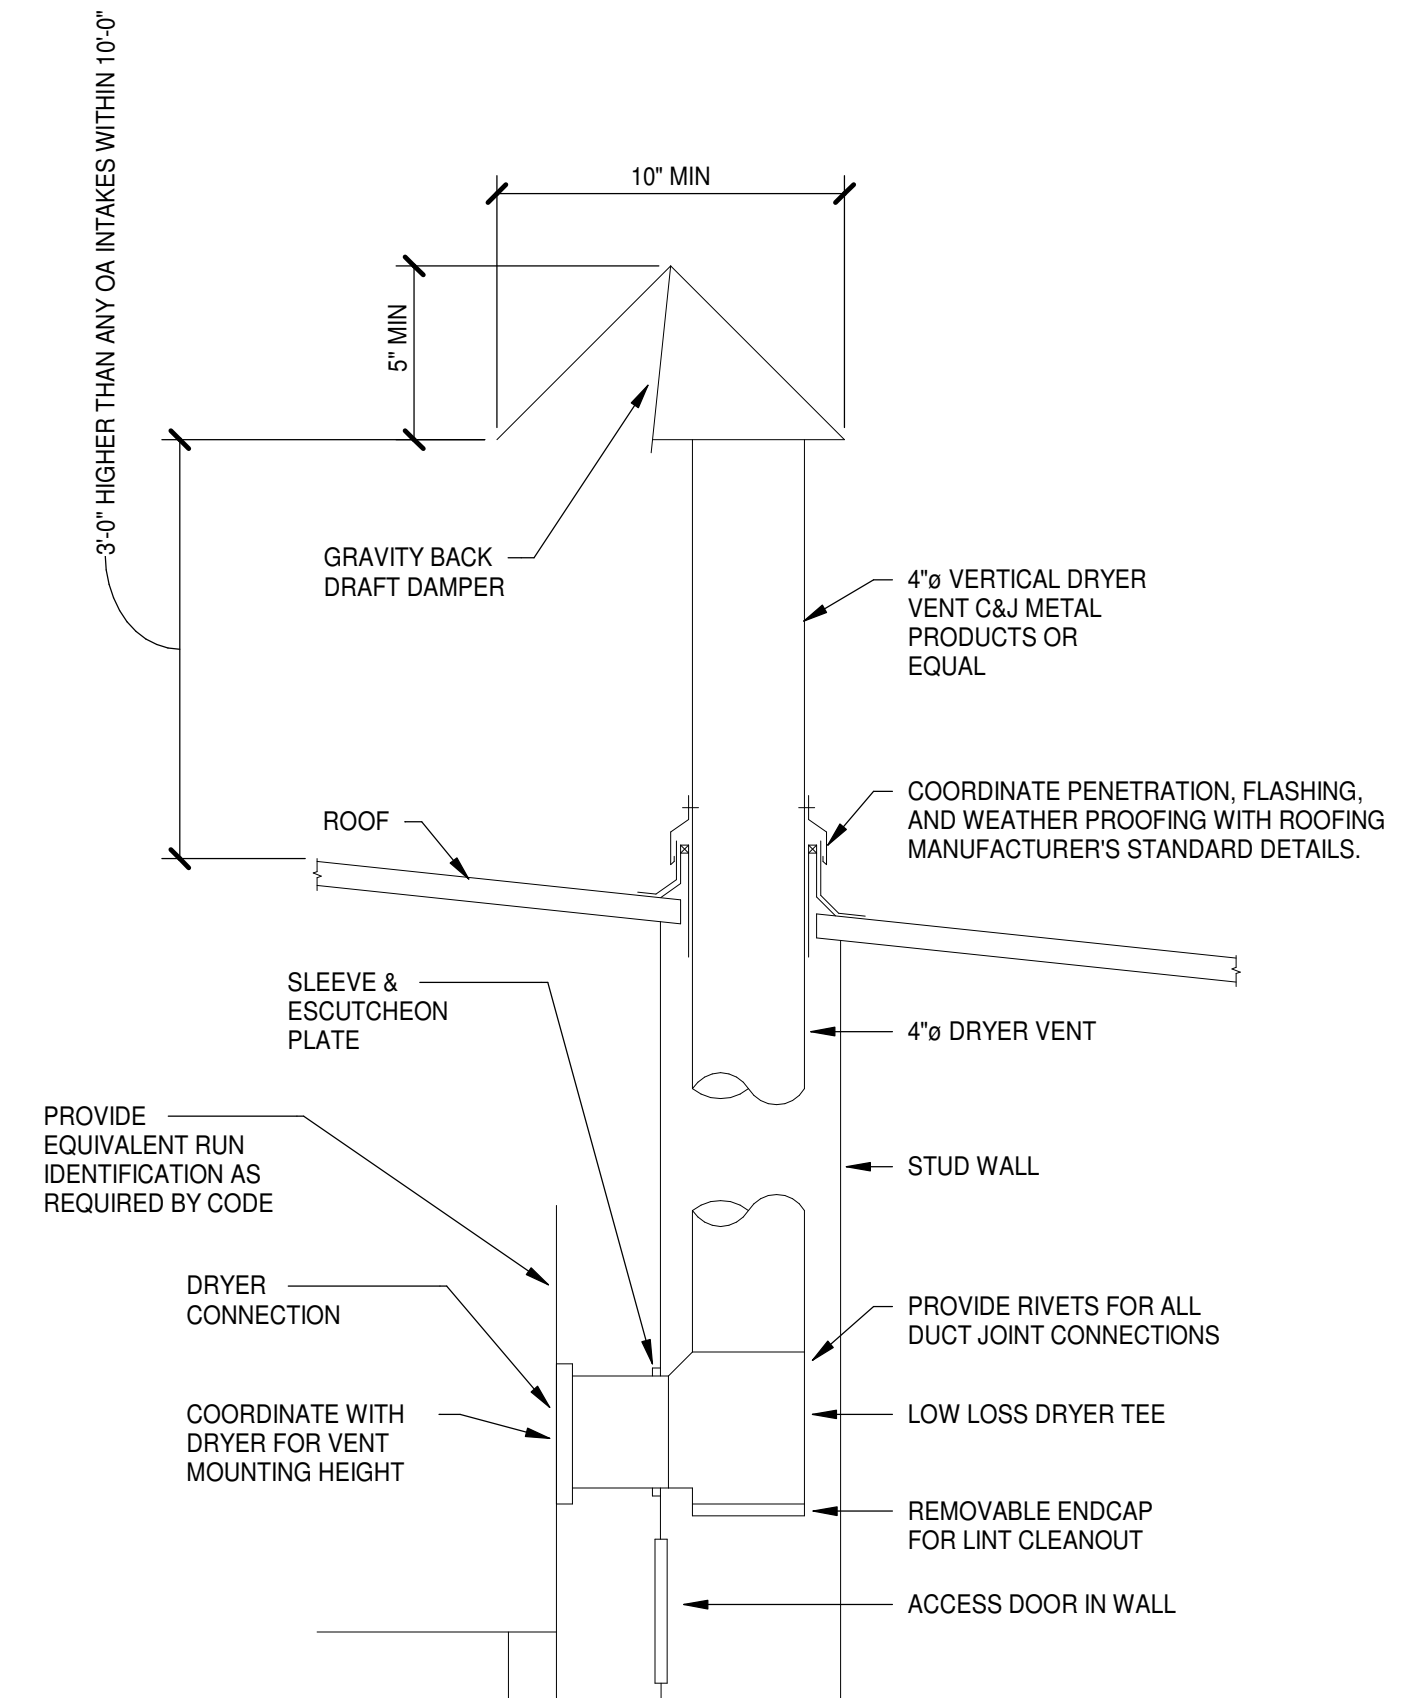 3'-0" HIGHER THAN ANY OA INTAKES WITHIN 10'-0"
10" MIN
5" MIN
GRAVITY BACK
DRAFT DAMPER
4"ø VERTICAL DRYER
VENT C&J METAL
PRODUCTS OR
EQUAL
COORDINATE PENETRATION, FLASHING,
AND WEATHER PROOFING WITH ROOFING
MANUFACTURER'S STANDARD DETAILS.
ROOF
SLEEVE &
ESCUTCHEON
PLATE
4"ø DRYER VENT
PROVIDE
EQUIVALENT RUN
IDENTIFICATION AS
REQUIRED BY CODE
STUD WALL
DRYER
CONNECTION
PROVIDE RIVETS FOR ALL
DUCT JOINT CONNECTIONS
COORDINATE WITH
DRYER FOR VENT
MOUNTING HEIGHT
LOW LOSS DRYER TEE
REMOVABLE ENDCAP
FOR LINT CLEANOUT
ACCESS DOOR IN WALL